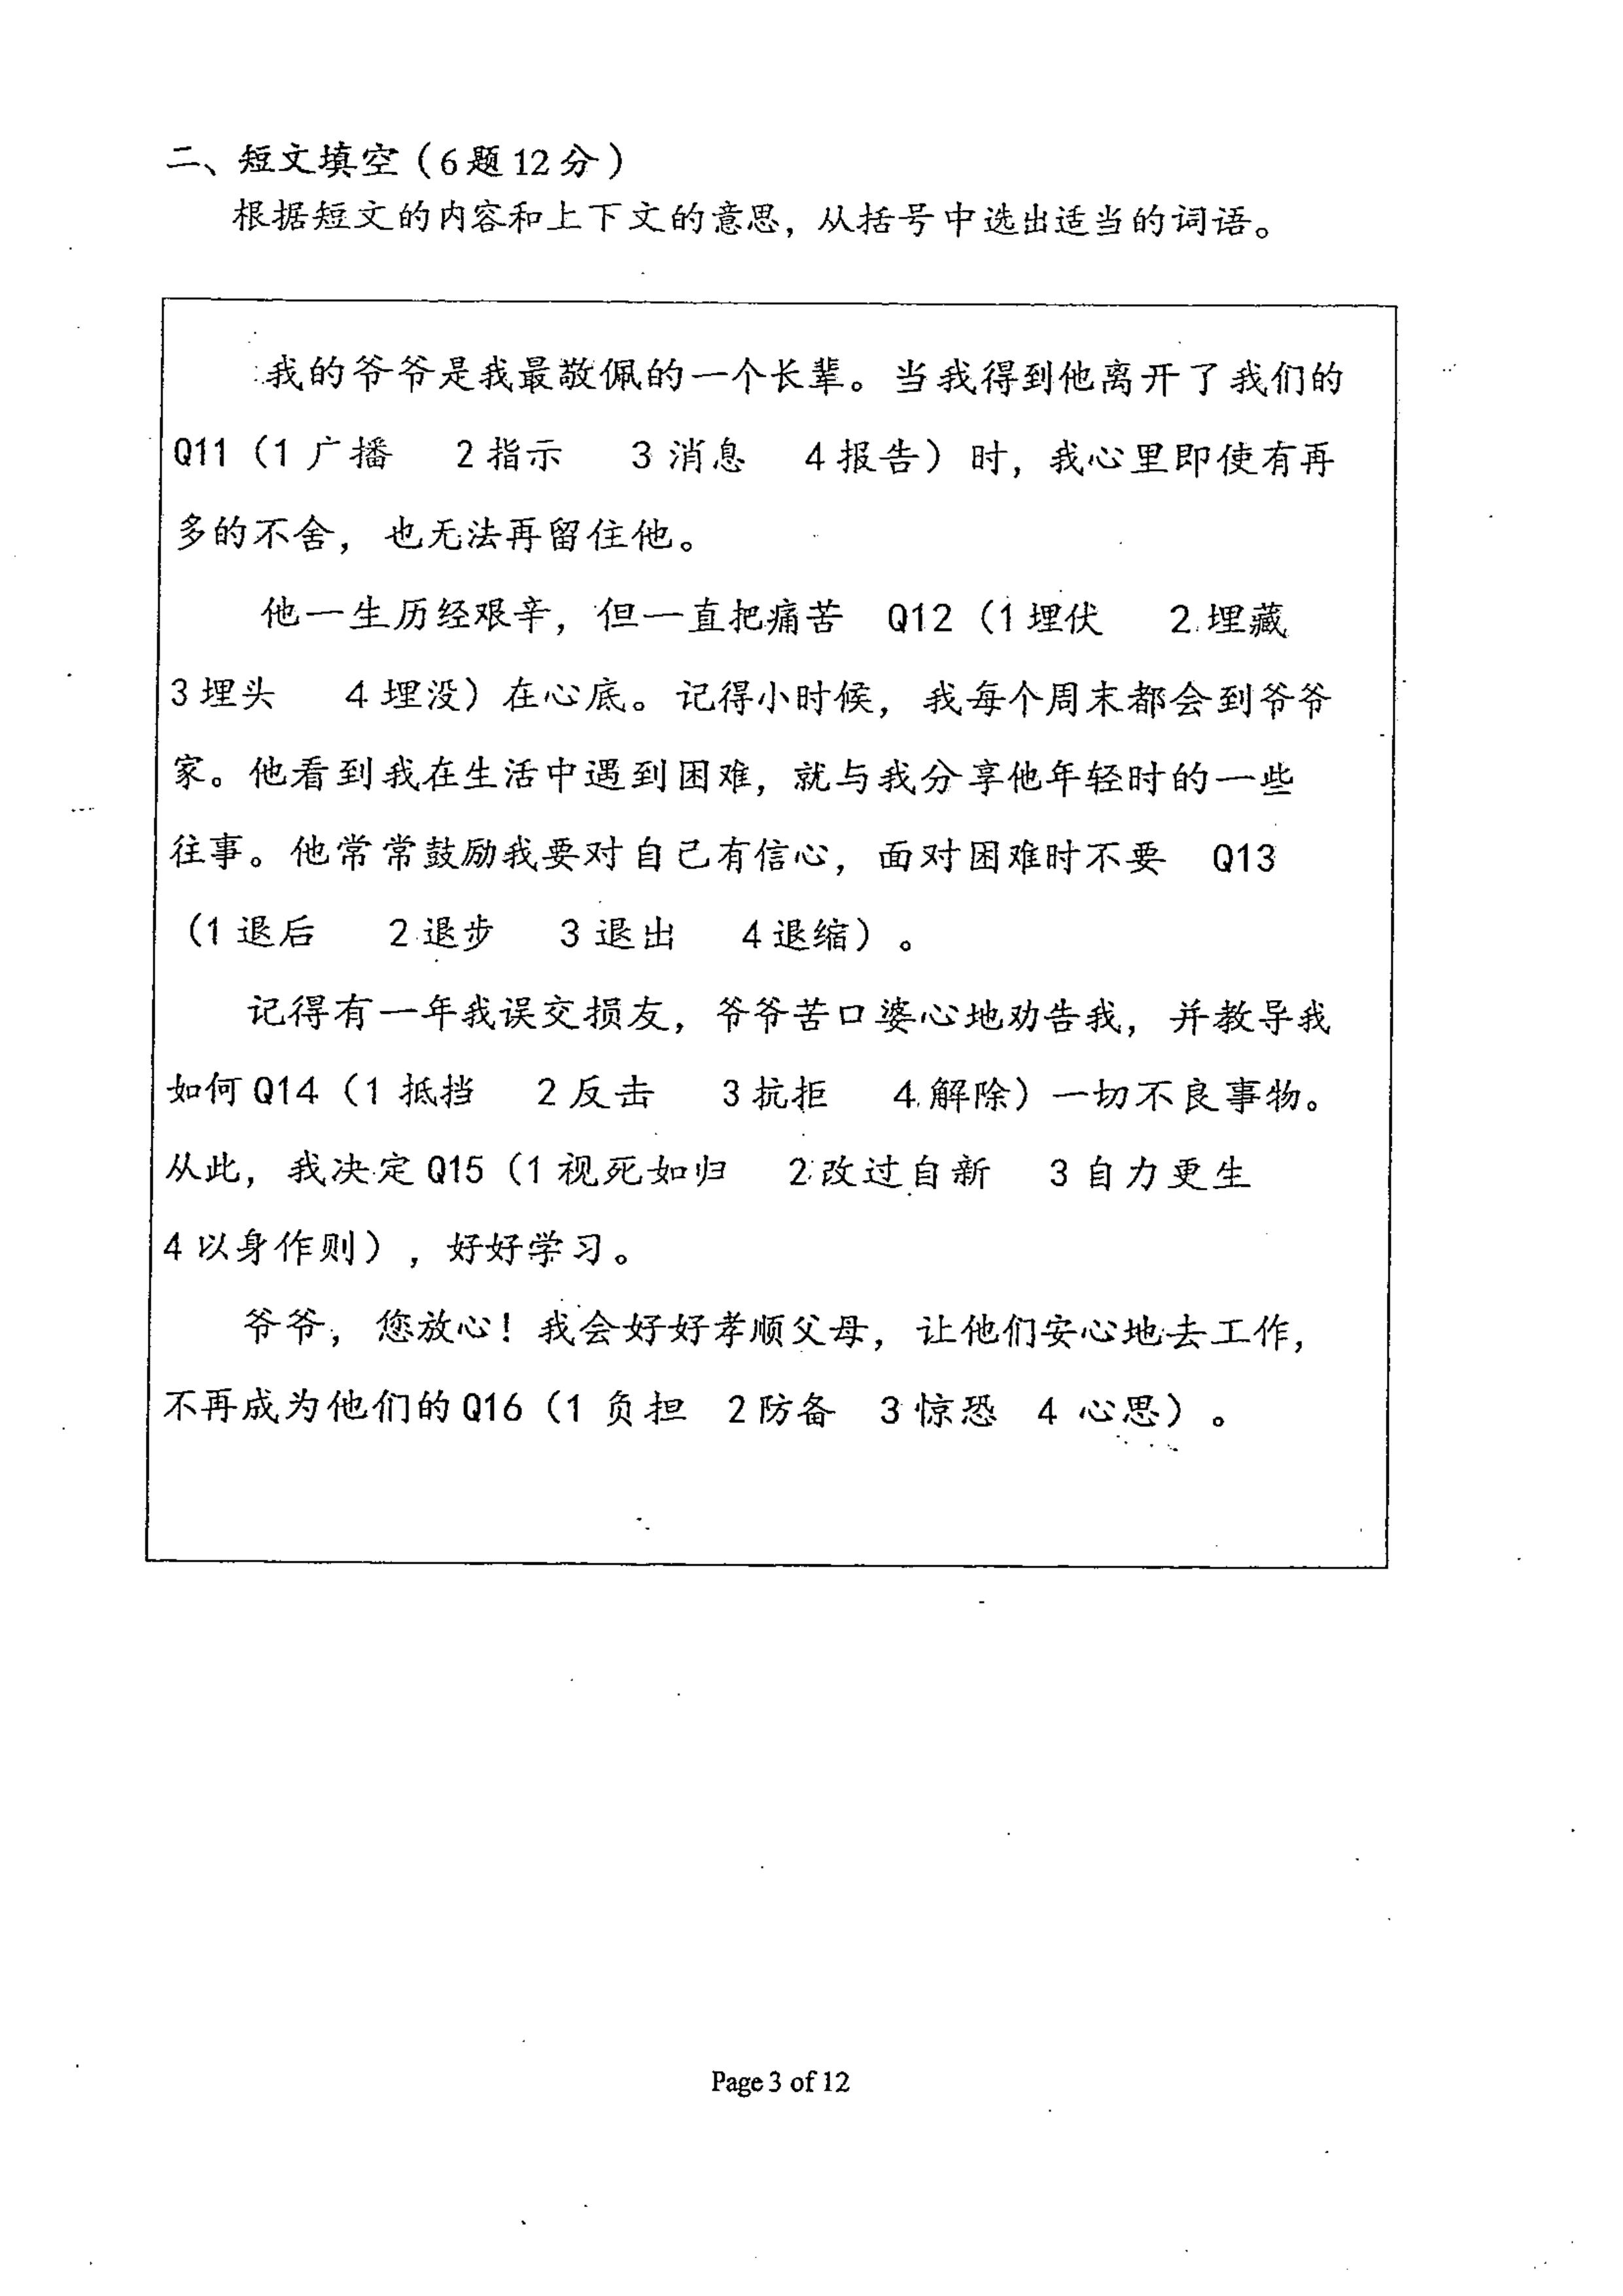 二、短文填空（6题12分）
根据短文的内容和上下文的意思，从括号中选出适当的词语。
我的爷爷是我最敬佩的一个长辈。当我得到他离开了我们的
Q11（1 广播 2 指示 3 消息 4 报告）时，我心里即使有再
多的不舍，也无法再留住他。
他一生历经艰辛，但一直把痛苦 Q12（1 埋伏 2 埋藏
3 埋头 4 埋没）在心底。记得小时候，我每个周末都会到爷爷
家。他看到我在生活中遇到困难，就与我分享他年轻时的一些
往事。他常常鼓励我要对自己有信心，面对困难时不要 Q13
（1 退后 2 退步 3 退出 4 退缩）。
记得有一年我误交损友，爷爷苦口婆心地劝告我，并教导我
如何 Q14（1 抵挡 2 反击 3 抗拒 4 解除）一切不良事物。
从此，我决定 Q15（1 视死如归 2 改过自新 3 自力更生
4 以身作则），好好学习。
爷爷，您放心！我会好好孝顺父母，让他们安心地去工作，
不再成为他们的 Q16（1 负担 2 防备 3 惊恐 4 心思）。
Page 3 of 12